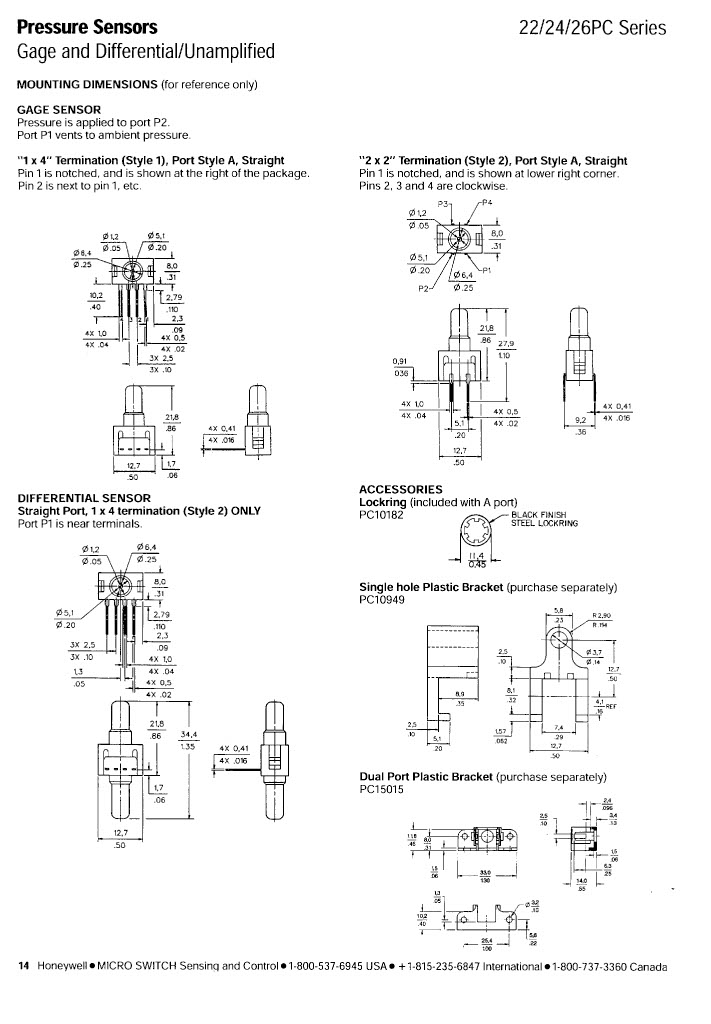 Pressure Sensors
22/24/26PC Series
Gage and Differential/Unamplified
MOUNTING DIMENSIONS (for reference only)
GAGE SENSOR
Pressure is applied to port P2.
Port P1 vents to ambient pressure.
"1 x 4" Termination (Style 1), Port Style A, Straight
Pin 1 is notched, and is shown at the right of the package.
Pin 2 is next to pin 1, etc.
Ø1,2
Ø.05
Ø5,1
Ø.20
Ø6,4
Ø.25
8,0
.31
10,2
.40
2,79
.110
2,3
.09
4X 1,0
4X .04
4X 0,5
4X .02
3X 2,5
3X .10
21,8
.86
4X 0,41
4X .016
12,7
.50
1,7
.06
DIFFERENTIAL SENSOR
Straight Port, 1 x 4 termination (Style 2) ONLY
Port P1 is near terminals.
Ø1,2
Ø.05
Ø6,4
Ø.25
8,0
.31
Ø5,1
Ø.20
2,79
.110
2,3
.09
3X 2,5
3X .10
4X 1,0
4X .04
1,3
.05
4X 0,5
4X .02
21,8
.86
34,4
1.35
4X 0,41
4X .016
1,7
.06
12,7
.50
"2 x 2" Termination (Style 2), Port Style A, Straight
Pin 1 is notched, and is shown at lower right corner.
Pins 2, 3 and 4 are clockwise.
P3
P4
Ø1,2
Ø.05
8,0
.31
Ø5,1
Ø.20
Ø6,4
Ø.25
P1
P2
21,8
.86
27,9
1.10
0,91
.036
4X 1,0
4X .04
4X 0,5
4X .02
5,1
.20
12,7
.50
9,2
.36
4X 0,41
4X .016
ACCESSORIES
Lockring (included with A port)
PC10182
BLACK FINISH
STEEL LOCKRING
11,4
0.45
Single hole Plastic Bracket (purchase separately)
PC10949
5,8
.23
R 2,90
R .114
Ø3,7
Ø.14
2,5
.10
12,7
.50
8,9
.35
8,1
.32
4,1
.16
REF
2,5
.10
5,1
.20
1,57
.062
7,4
.29
12,7
.50
Dual Port Plastic Bracket (purchase separately)
PC15015
2,4
.095
3,4
.13
2,5
.10
8,0
.31
1,5
.06
33,0
1.30
1,5
.06
6,3
.25
14,0
.55
1,3
.05
Ø3,2
10,2
.40
25,4
1.00
5,6
.22
14 Honeywell ● MICRO SWITCH Sensing and Control ● 1-800-537-6945 USA ● +1-815-235-6847 International ● 1-800-737-3360 Canada